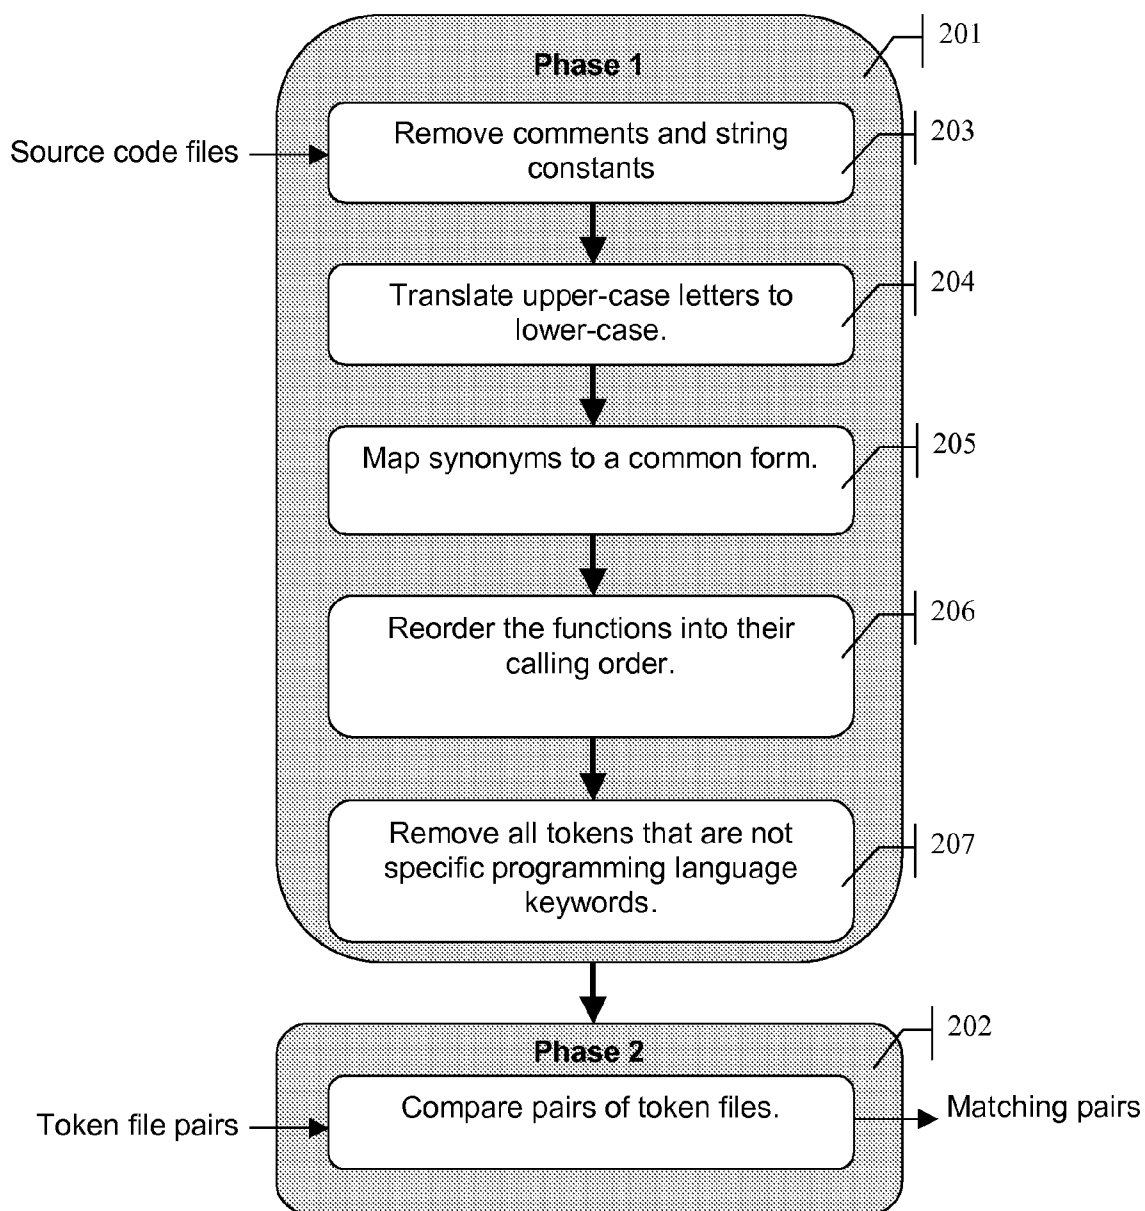 201
Phase 1
Remove comments and string
constants
203
Source code files
Translate upper-case letters to
lower-case.
204
Map synonyms to a common form.
205
Reorder the functions into their
calling order.
206
Remove all tokens that are not
specific programming language
keywords.
207
202
Phase 2
Compare pairs of token files.
Token file pairs
Matching pairs